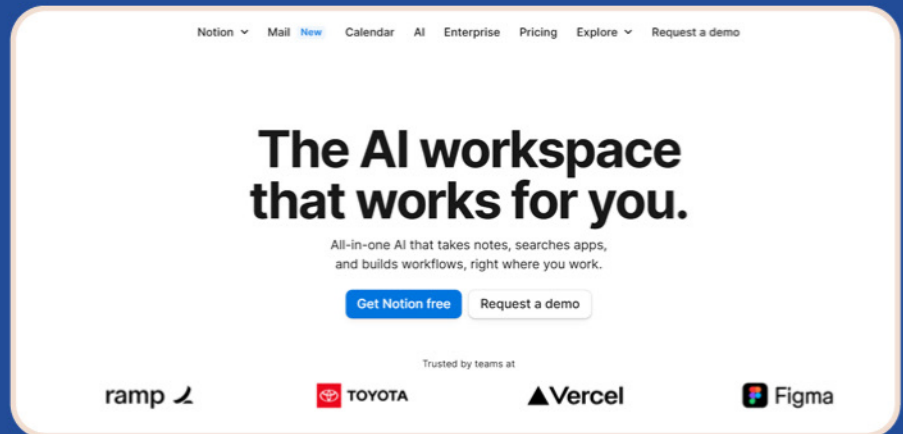 Notion Mail New Calendar AI Enterprise Pricing Explore Request a demo
The AI workspace
that works for you.
All-in-one AI that takes notes, searches apps,
and builds workflows, right where you work.
Get Notion free Request a demo
Trusted by teams at
ramp TOYOTA Vercel Figma